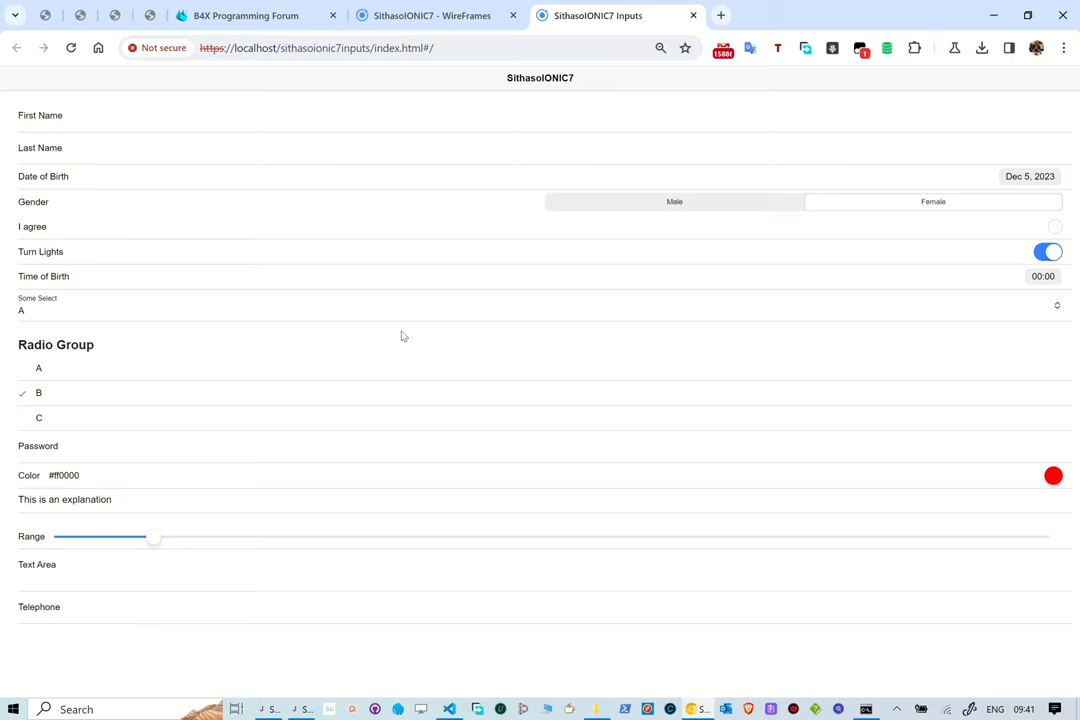 B4X Programming Forum
SithasoIONIC7 - WireFrames
SithasoIONIC7 Inputs
Not secure
https://localhost/sithasoionic7inputs/index.html#/
1588
1
SithasoIONIC7
First Name
Last Name
Date of Birth Dec 5, 2023
Gender Male Female
I agree
Turn Lights
Time of Birth 00:00
Some Select
A
Radio Group
A
B
C
Password
Color #ff0000
This is an explanation
Range
Text Area
Telephone
Search S... S... S... ENG 09:41